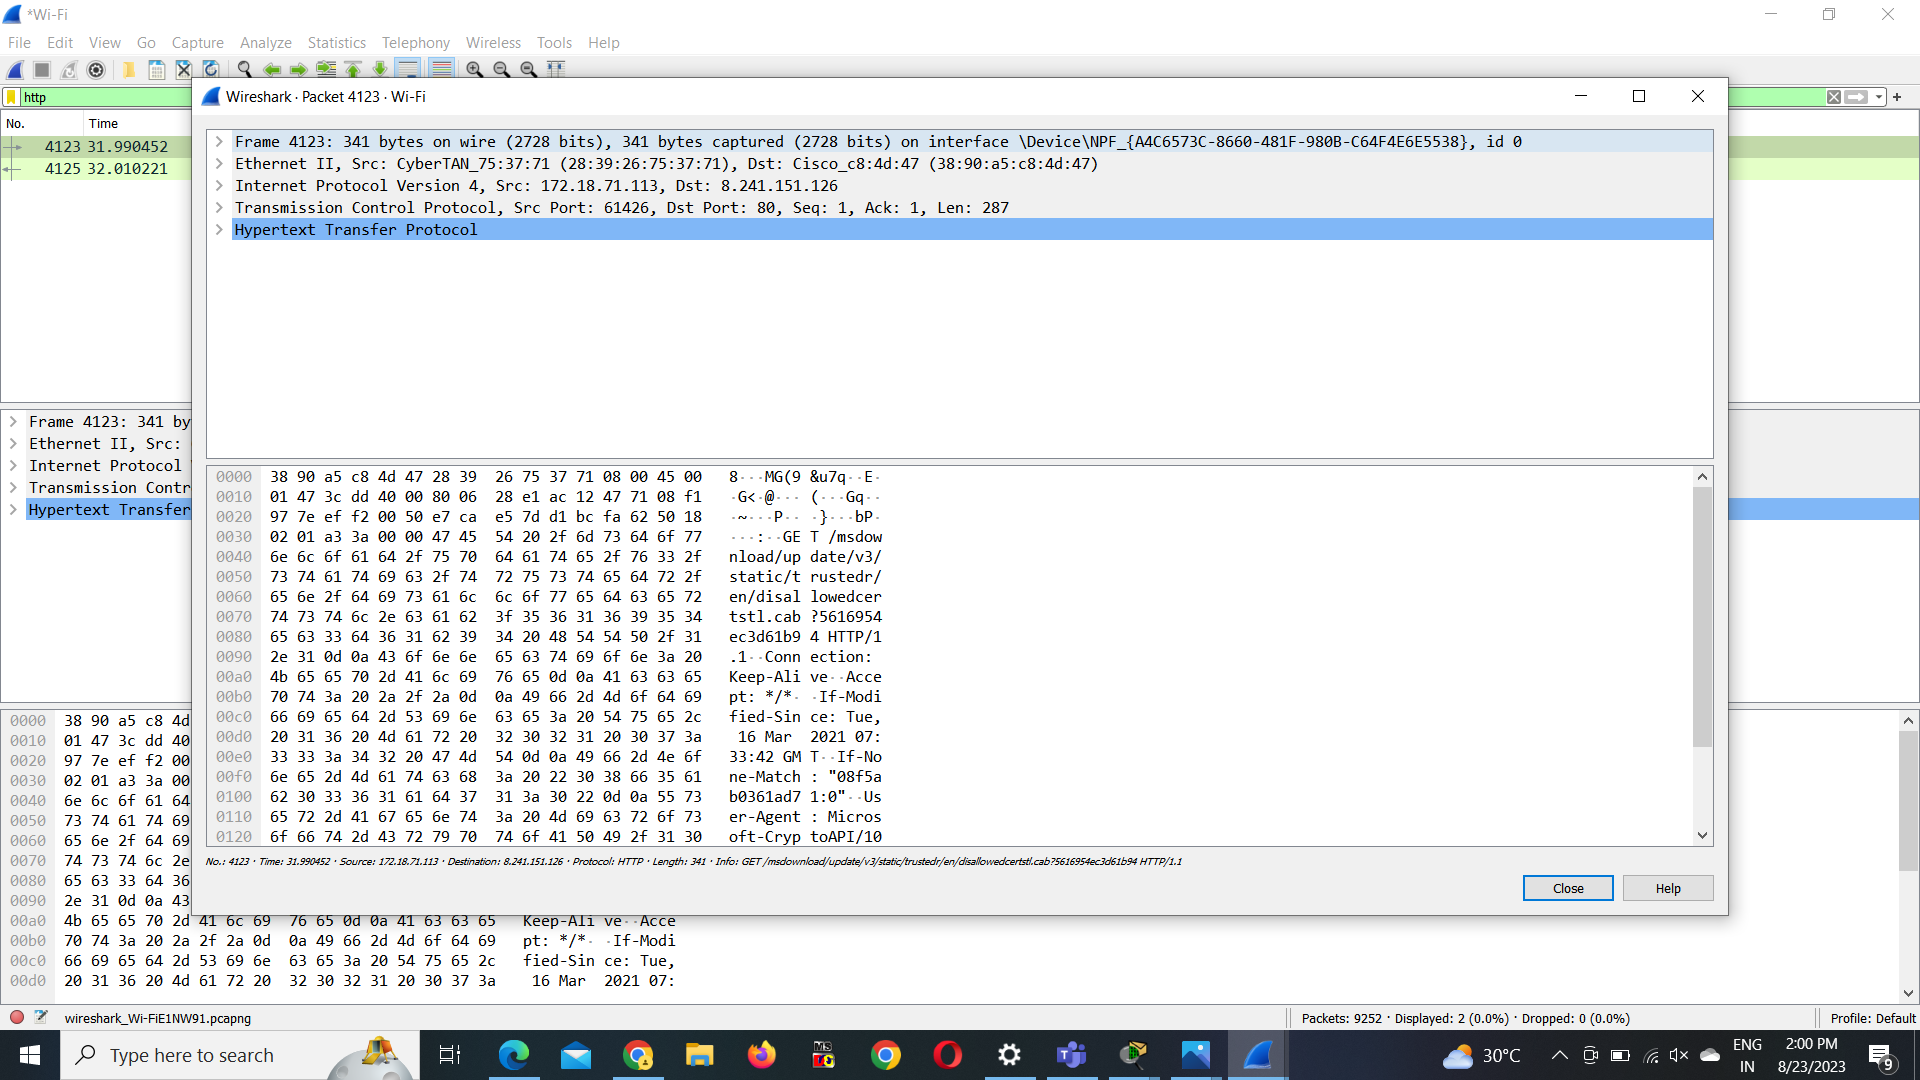 *Wi-Fi
File Edit View Go Capture Analyze Statistics Telephony Wireless Tools Help
http
No. Time
4123 31.990452
4125 32.010221
Wireshark · Packet 4123 · Wi-Fi
Frame 4123: 341 bytes on wire (2728 bits), 341 bytes captured (2728 bits) on interface \Device\NPF_{A4C6573C-8660-481F-980B-C64F4E6E5538}, id 0
Ethernet II, Src: CyberTAN_75:37:71 (28:39:26:75:37:71), Dst: Cisco_c8:4d:47 (38:90:a5:c8:4d:47)
Internet Protocol Version 4, Src: 172.18.71.113, Dst: 8.241.151.126
Transmission Control Protocol, Src Port: 61426, Dst Port: 80, Seq: 1, Ack: 1, Len: 287
Hypertext Transfer Protocol
0000 38 90 a5 c8 4d 47 28 39 26 75 37 71 08 00 45 00 8···MG(9 &u7q··E·
0010 01 47 3c dd 40 00 80 06 28 e1 ac 12 47 71 08 f1 ·G<·@··· (···Gq··
0020 97 7e ef f2 00 50 e7 ca e5 7d d1 bc fa 62 50 18 ·~···P·· ·}···bP·
0030 02 01 a3 3a 00 00 47 45 54 20 2f 6d 73 64 6f 77 ···:··GE T /msdow
0040 6e 6c 6f 61 64 2f 75 70 64 61 74 65 2f 76 33 2f nload/up date/v3/
0050 73 74 61 74 69 63 2f 74 72 75 73 74 65 64 72 2f static/t rustedr/
0060 65 6e 2f 64 69 73 61 6c 6c 6f 77 65 64 63 65 72 en/disal lowedcer
0070 74 73 74 6c 2e 63 61 62 3f 35 36 31 36 39 35 34 tstl.cab ?5616954
0080 65 63 33 64 36 31 62 39 34 20 48 54 54 50 2f 31 ec3d61b9 4 HTTP/1
0090 2e 31 0d 0a 43 6f 6e 6e 65 63 74 69 6f 6e 3a 20 .1··Conn ection:
00a0 4b 65 65 70 2d 41 6c 69 76 65 0d 0a 41 63 63 65 Keep-Ali ve··Acce
00b0 70 74 3a 20 2a 2f 2a 0d 0a 49 66 2d 4d 6f 64 69 pt: */*· ·If-Modi
00c0 66 69 65 64 2d 53 69 6e 63 65 3a 20 54 75 65 2c fied-Sin ce: Tue,
00d0 20 31 36 20 4d 61 72 20 32 30 32 31 20 30 37 3a 16 Mar 2021 07:
00e0 33 33 3a 34 32 20 47 4d 54 0d 0a 49 66 2d 4e 6f 33:42 GM T··If-No
00f0 6e 65 2d 4d 61 74 63 68 3a 20 22 30 38 66 35 61 ne-Match : "08f5a
0100 62 30 33 36 31 61 64 37 31 3a 30 22 0d 0a 55 73 b0361ad7 1:0"··Us
0110 65 72 2d 41 67 65 6e 74 3a 20 4d 69 63 72 6f 73 er-Agent : Micros
0120 6f 66 74 2d 43 72 79 70 74 6f 41 50 49 2f 31 30 oft-Cryp toAPI/10
No.: 4123 · Time: 31.990452 · Source: 172.18.71.113 · Destination: 8.241.151.126 · Protocol: HTTP · Length: 341 · Info: GET /msdownload/update/v3/static/trustedr/en/disallowedcertstl.cab?5616954ec3d61b94 HTTP/1.1
Close Help
Frame 4123: 341 by
Ethernet II, Src:
Internet Protocol
Transmission Contr
Hypertext Transfer
0000 38 90 a5 c8 4d
0010 01 47 3c dd 40
0020 97 7e ef f2 00
0030 02 01 a3 3a 00
0040 6e 6c 6f 61 64
0050 73 74 61 74 69
0060 65 6e 2f 64 69
0070 74 73 74 6c 2e
0080 65 63 33 64 36
0090 2e 31 0d 0a 43
00a0 4b 65 65 70 2d 41 6c 69 76 65 0d 0a 41 63 63 65 Keep-Ali ve··Acce
00b0 70 74 3a 20 2a 2f 2a 0d 0a 49 66 2d 4d 6f 64 69 pt: */*· ·If-Modi
00c0 66 69 65 64 2d 53 69 6e 63 65 3a 20 54 75 65 2c fied-Sin ce: Tue,
00d0 20 31 36 20 4d 61 72 20 32 30 32 31 20 30 37 3a 16 Mar 2021 07:
wireshark_Wi-FiE1NW91.pcapng
Packets: 9252 · Displayed: 2 (0.0%) · Dropped: 0 (0.0%)
Profile: Default
Type here to search
30°C
ENG
IN
2:00 PM
8/23/2023
9